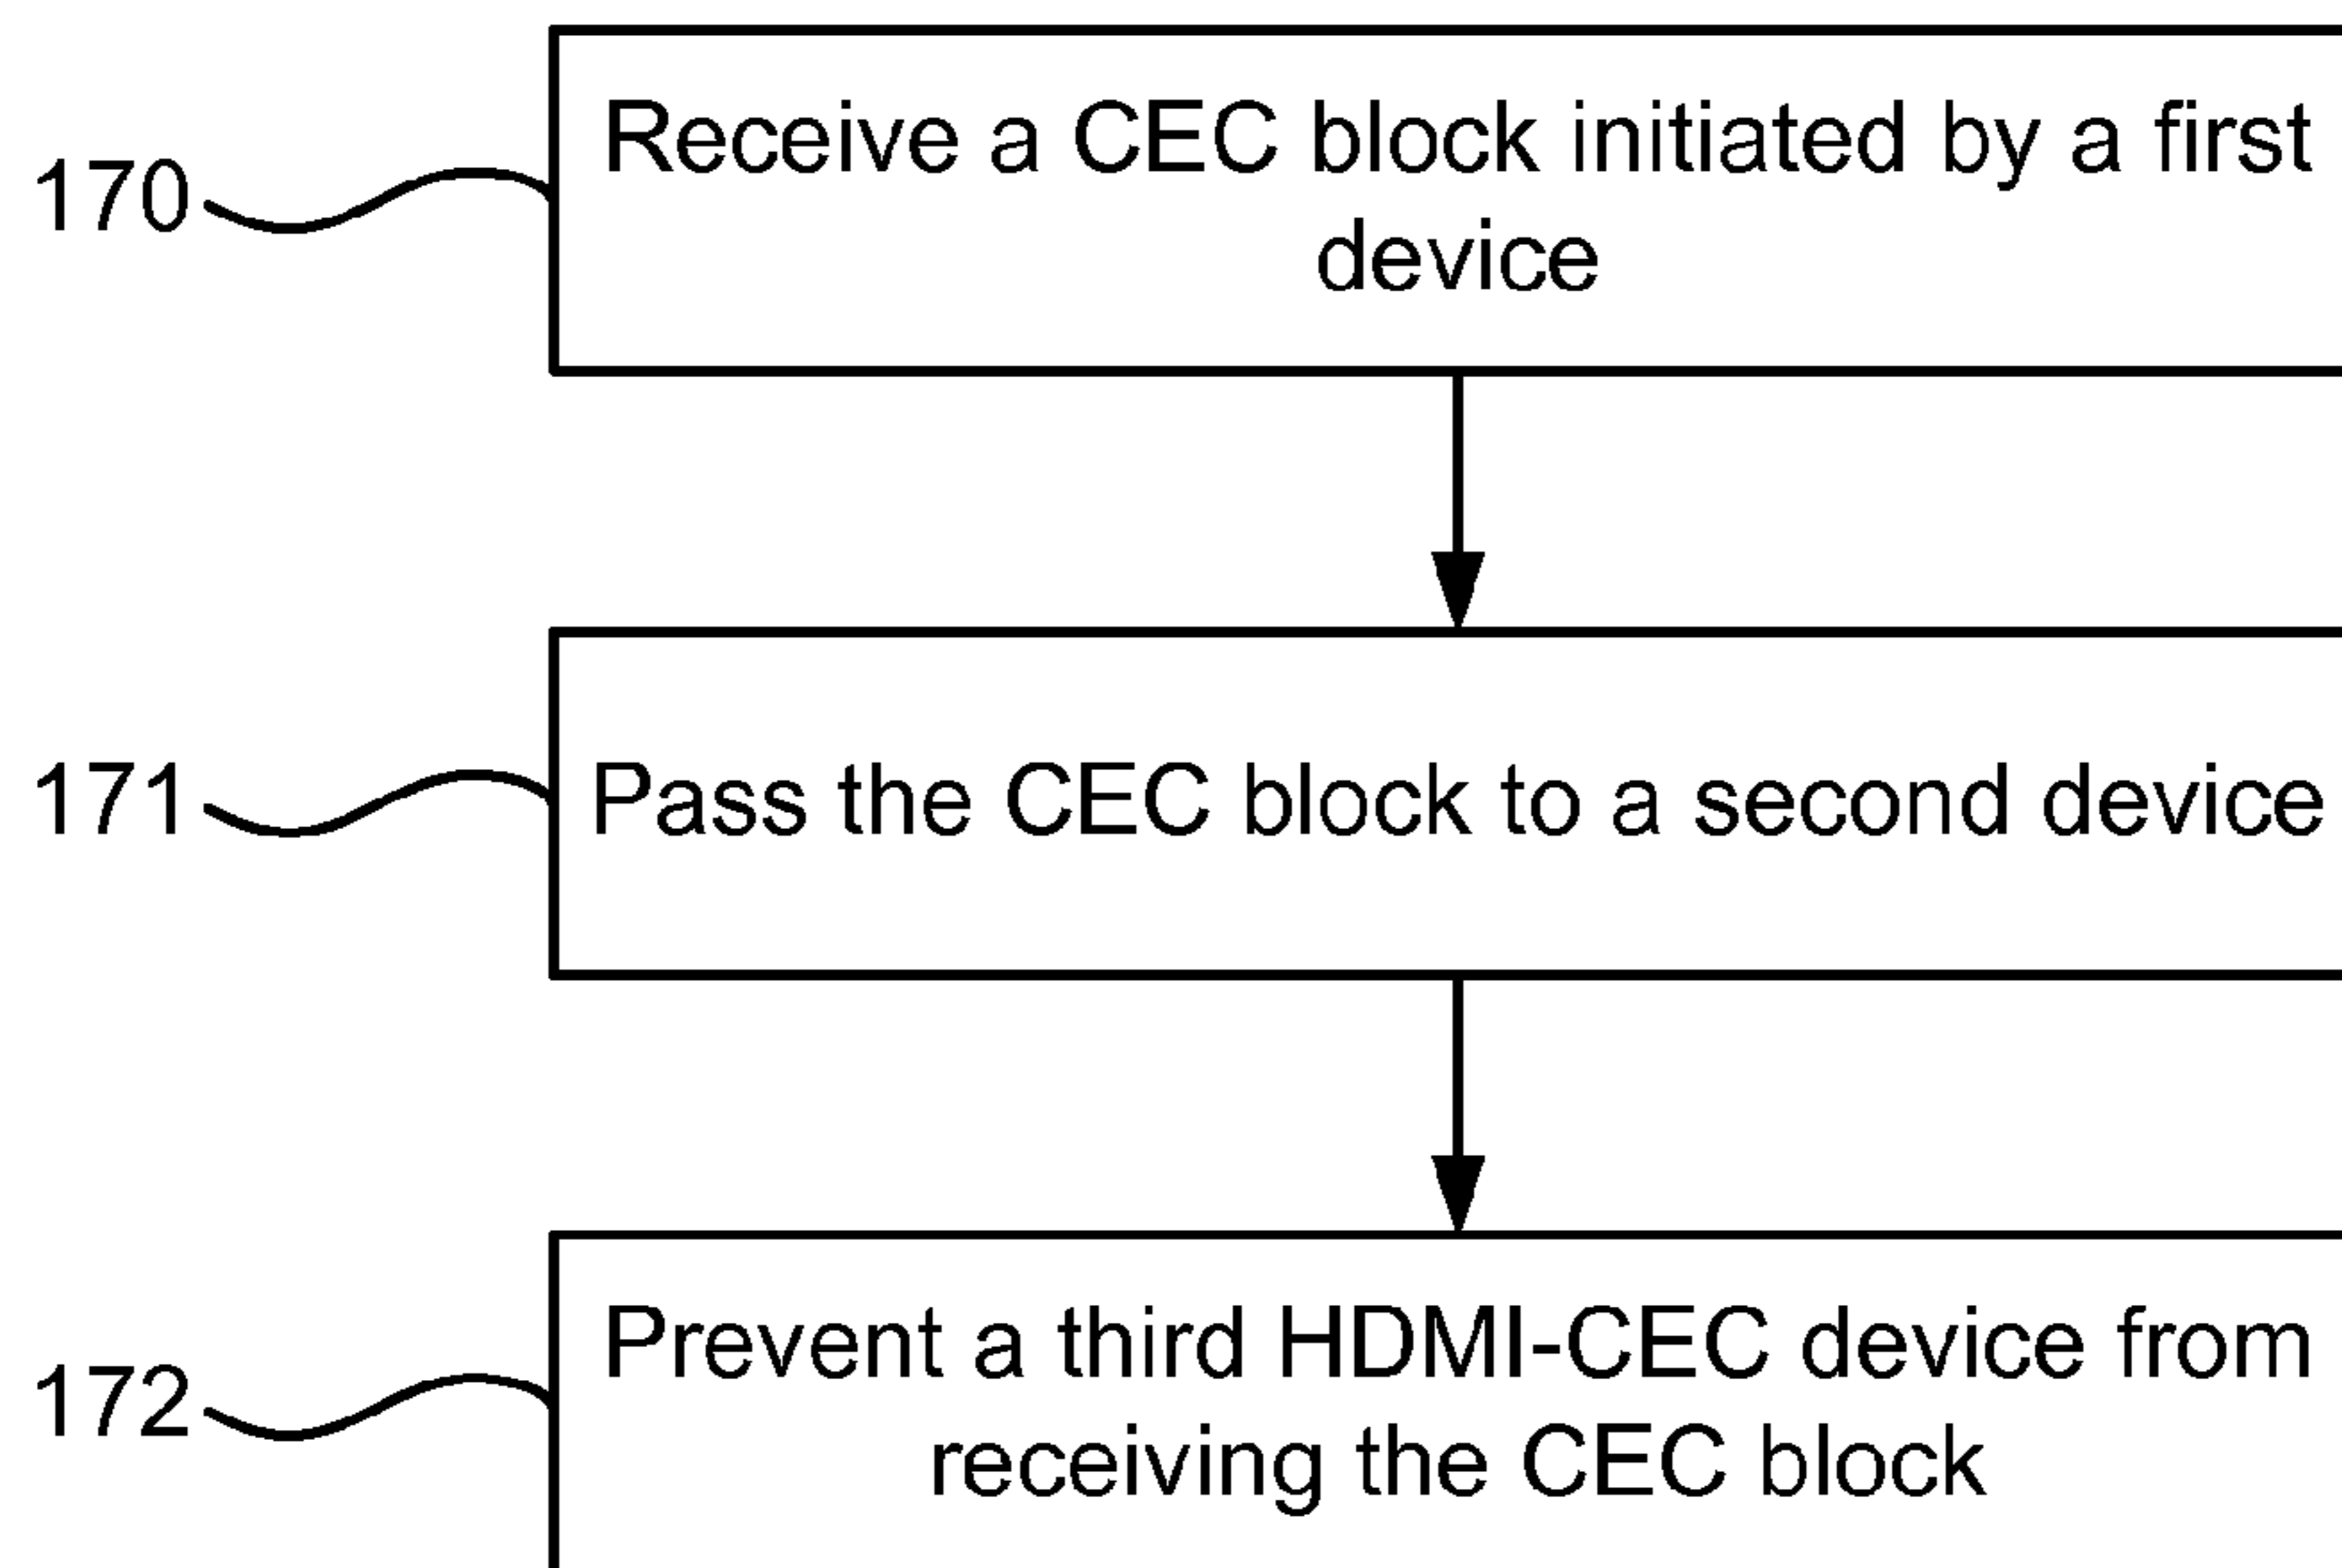 170
Receive a CEC block initiated by a first
device
171
Pass the CEC block to a second device
172
Prevent a third HDMI-CEC device from
receiving the CEC block